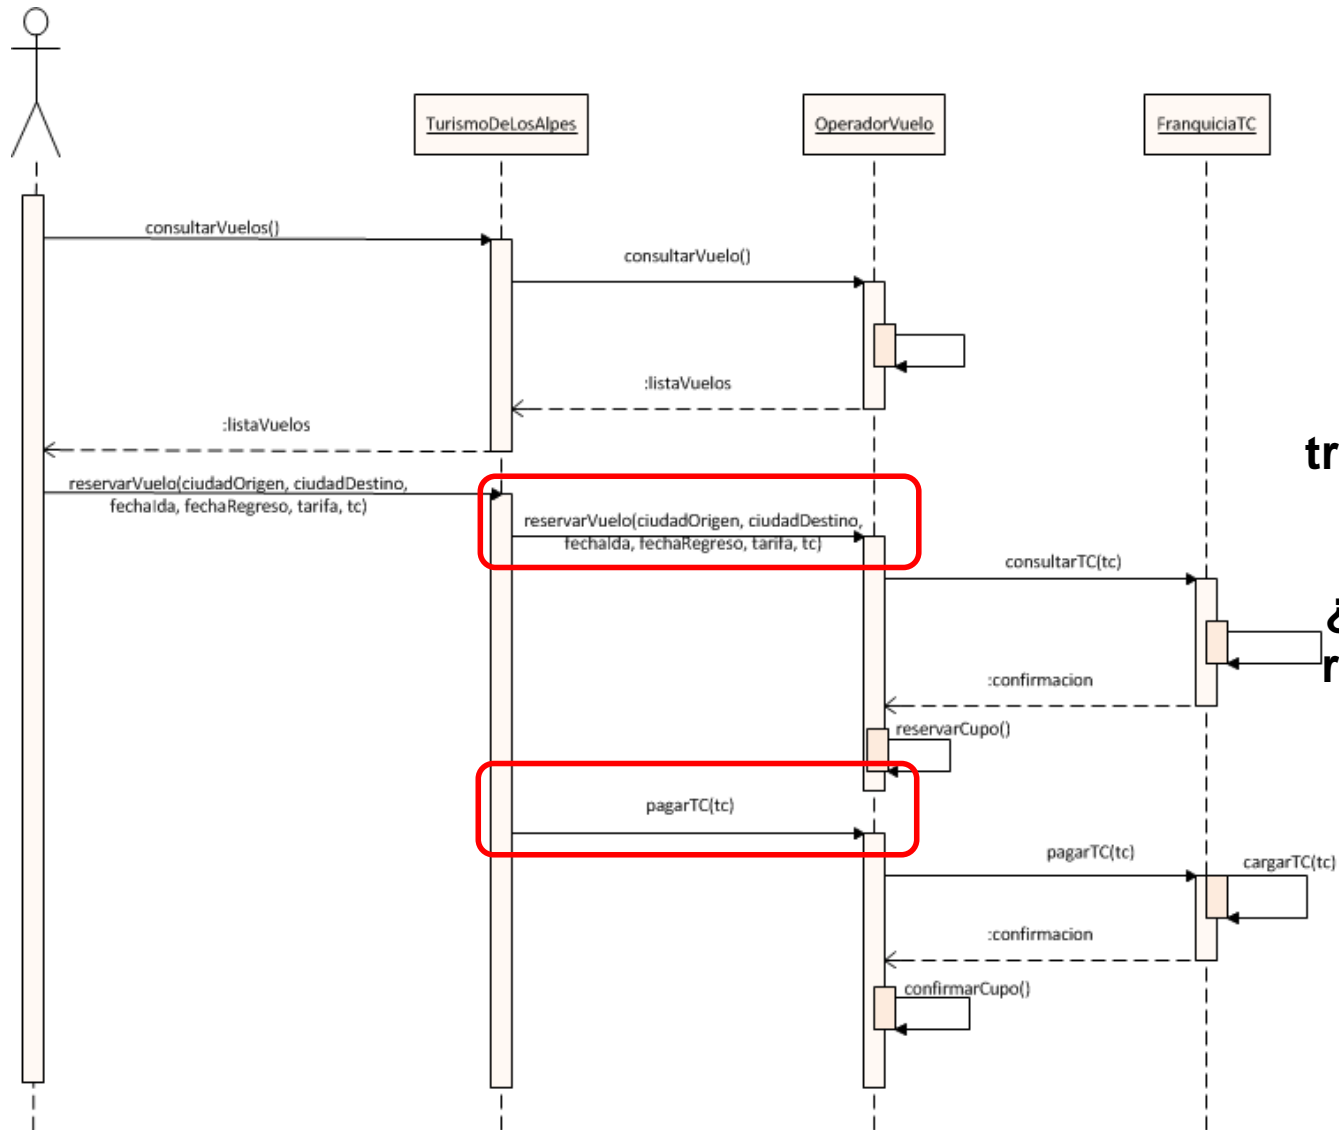 TurismoDeLosAlpes
OperadorVuelo
FranquiciaTC
consultarVuelos()
consultarVuelo()
:listaVuelos
:listaVuelos
tr
reservarVuelo(ciudadOrigen, ciudadDestino,
fechaIda, fechaRegreso, tarifa, tc)
reservarVuelo(ciudadOrigen, ciudadDestino,
fechaIda, fechaRegreso, tarifa, tc)
consultarTC(tc)
¿
r
:confirmacion
reservarCupo()
pagarTC(tc)
pagarTC(tc)
cargarTC(tc)
:confirmacion
confirmarCupo()